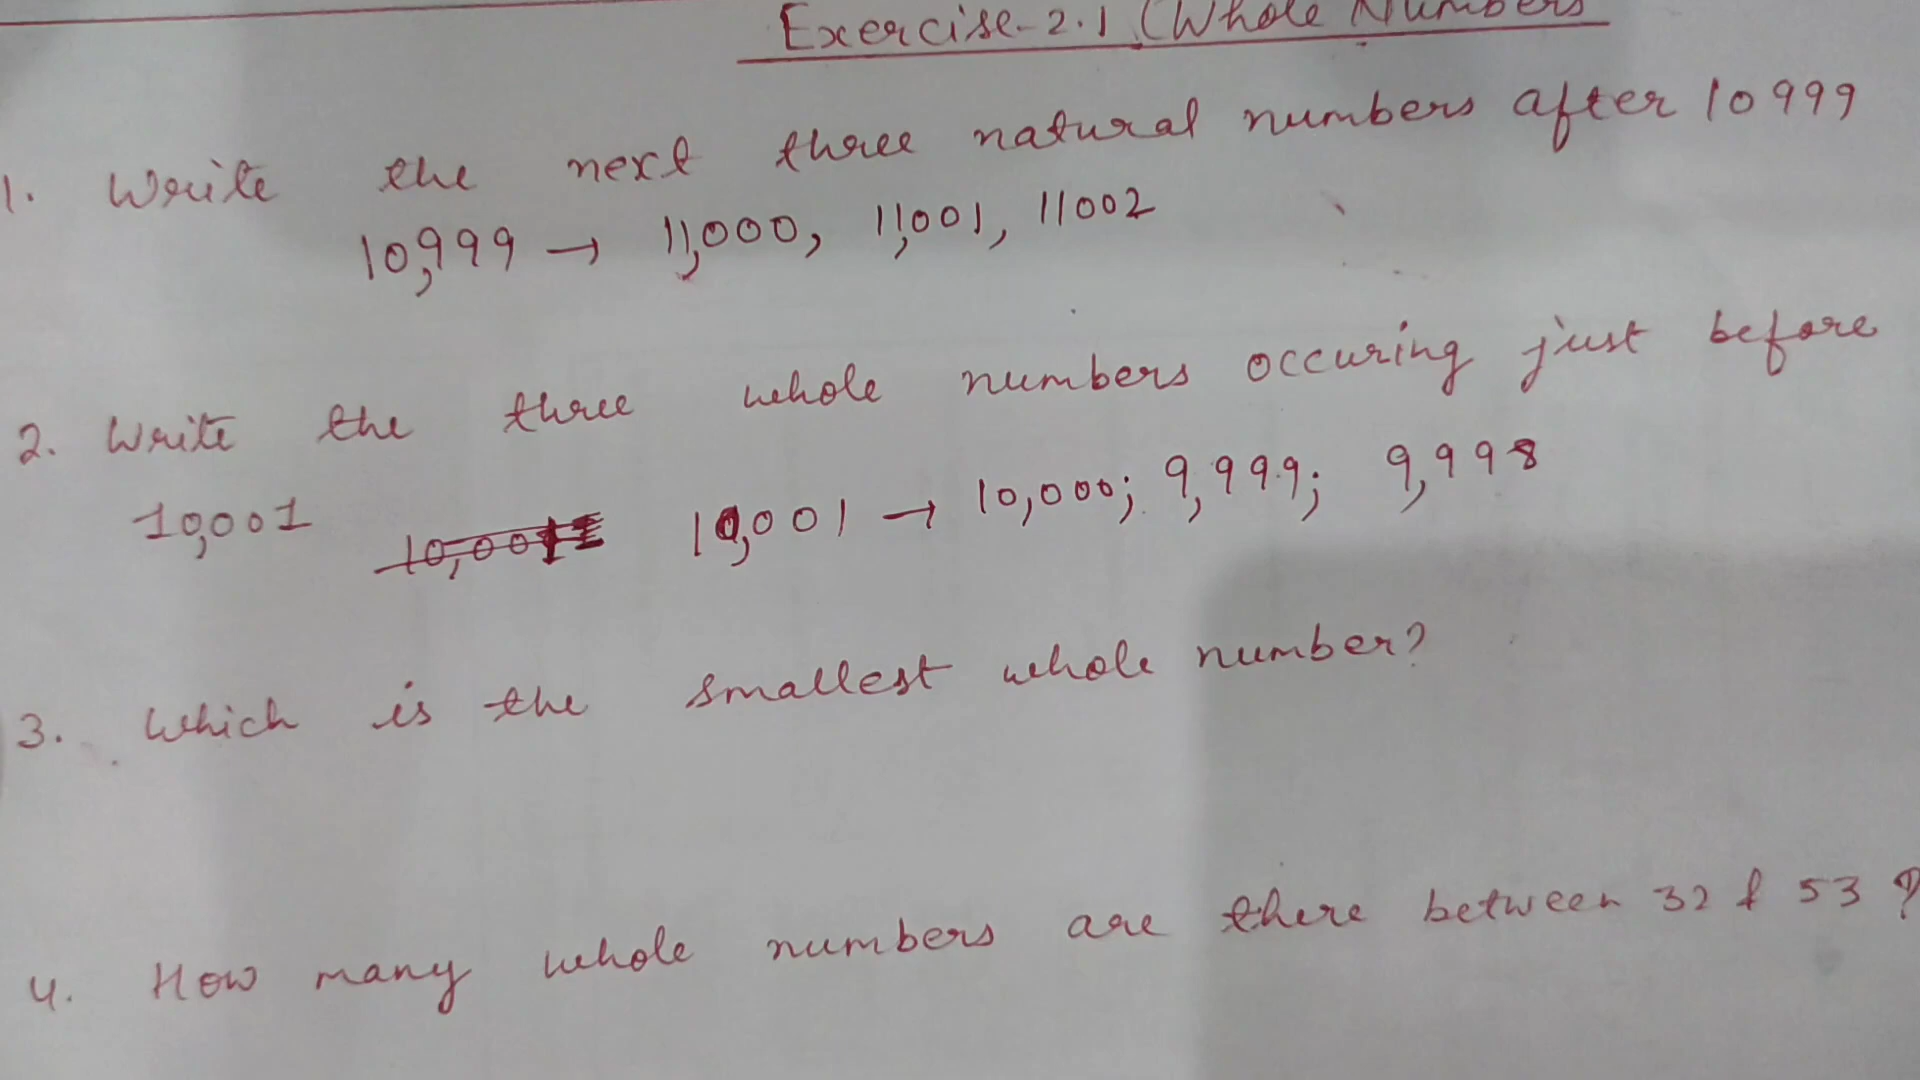 Exercise-2.1 (Whole Numbers
1. Write the next three natural numbers after 10999
10,999 → 11,000, 11,001, 11002
2. Write the three whole numbers occuring just before
10,001 10,001 → 10,000; 9,999; 9,998
3. Which is the smallest whole number?
4. How many whole numbers are there between 32 & 53?